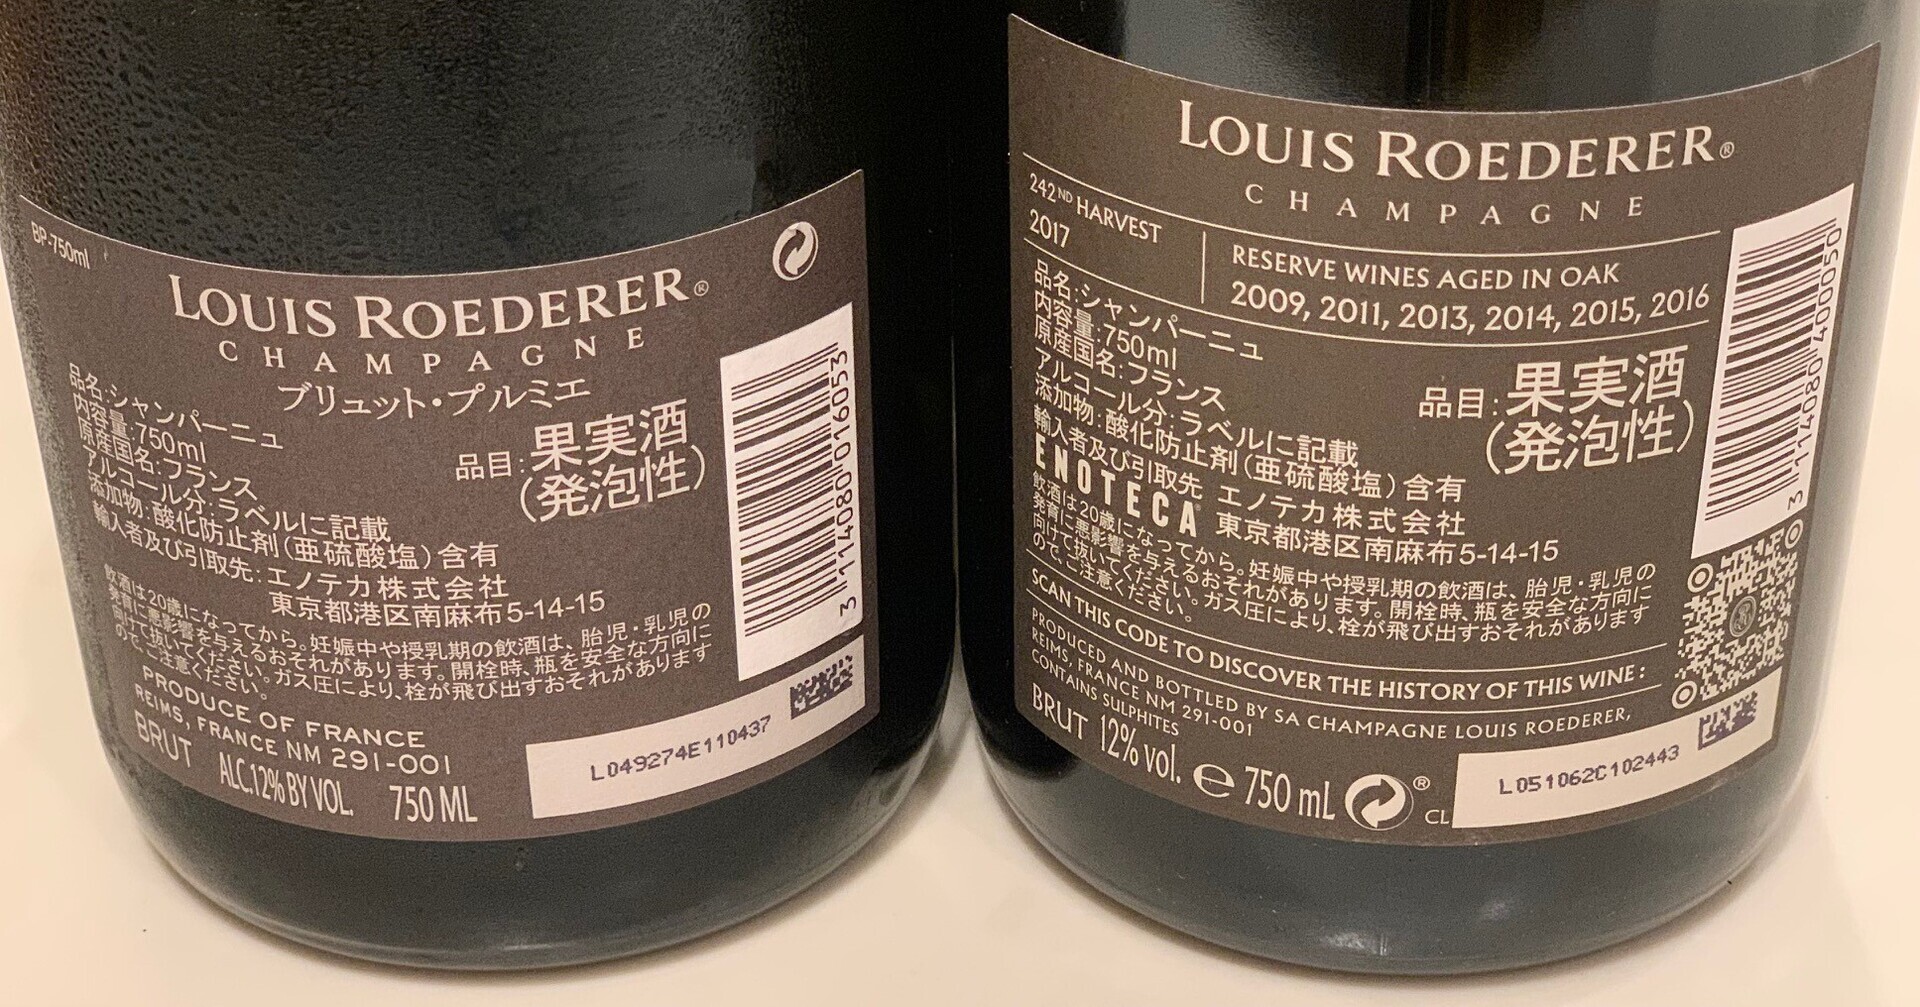 BP-750ml
LOUIS ROEDERER®
CHAMPAGNE
ブリュット・プルミエ
品名:シャンパーニュ
内容量:750ml
原産国名:フランス
アルコール分:ラベルに記載
添加物:酸化防止剤(亜硫酸塩)含有
輸入者及び引取先:エノテカ株式会社
東京都港区南麻布5-14-15
品目:果実酒
(発泡性)
飲酒は20歳になってから。妊娠中や授乳期の飲酒は、胎児・乳児の
発育に悪影響を与えるおそれがあります。開栓時、瓶を安全な方向に
向けて抜いてください。ガス圧により、栓が飛び出すおそれがあります
ので、ご注意ください。
PRODUCE OF FRANCE
REIMS, FRANCE NM 291-001
BRUT ALC.12% BY VOL. 750 ML
L049274E110437
3 114080 016053
LOUIS ROEDERER®
CHAMPAGNE
242ND HARVEST
2017
RESERVE WINES AGED IN OAK
2009, 2011, 2013, 2014, 2015, 2016
品名:シャンパーニュ
内容量:750ml
原産国名:フランス
アルコール分:ラベルに記載
添加物:酸化防止剤(亜硫酸塩)含有
輸入者及び引取先 エノテカ株式会社
ENOTECA 東京都港区南麻布5-14-15
品目:果実酒
(発泡性)
飲酒は20歳になってから。妊娠中や授乳期の飲酒は、胎児・乳児の
発育に悪影響を与えるおそれがあります。開栓時、瓶を安全な方向に
向けて抜いてください。ガス圧により、栓が飛び出すおそれがあります
ので、ご注意ください。
SCAN THIS CODE TO DISCOVER THE HISTORY OF THIS WINE :
PRODUCED AND BOTTLED BY SA CHAMPAGNE LOUIS ROEDERER,
REIMS, FRANCE NM 291-001
CONTAINS SULPHITES
BRUT 12% vol. e 750 mL ® CL
L051062C102443
3 114080 400050